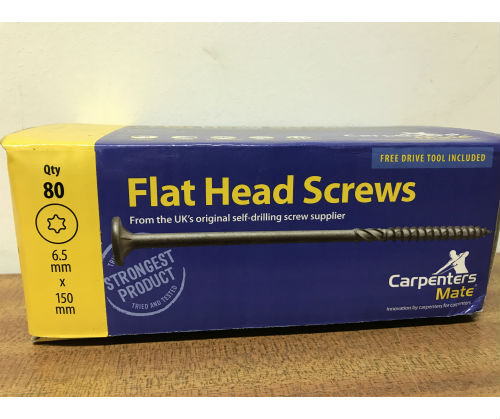 Qty
80
6.5
mm
x
150
mm
FREE DRIVE TOOL INCLUDED
Flat Head Screws
From the UK's original self-drilling screw supplier
STRONGEST
PRODUCT
TRIED AND TESTED
Carpenters
Mate
Innovation by carpenters for carpenters